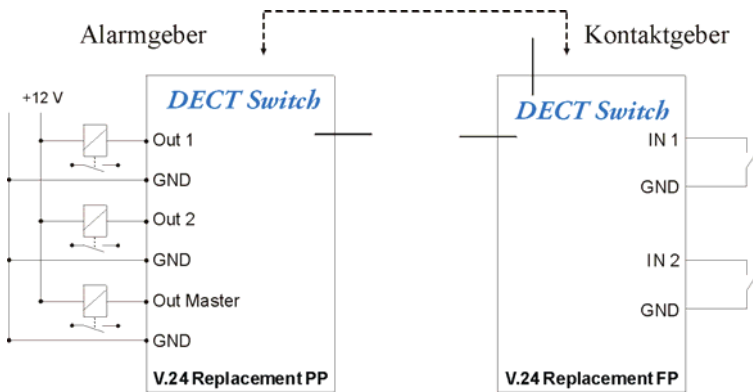 Alarmgeber
Kontaktgeber
+12 V
DECT Switch
Out 1
GND
Out 2
GND
Out Master
GND
V.24 Replacement PP
DECT Switch
IN 1
GND
IN 2
GND
V.24 Replacement FP